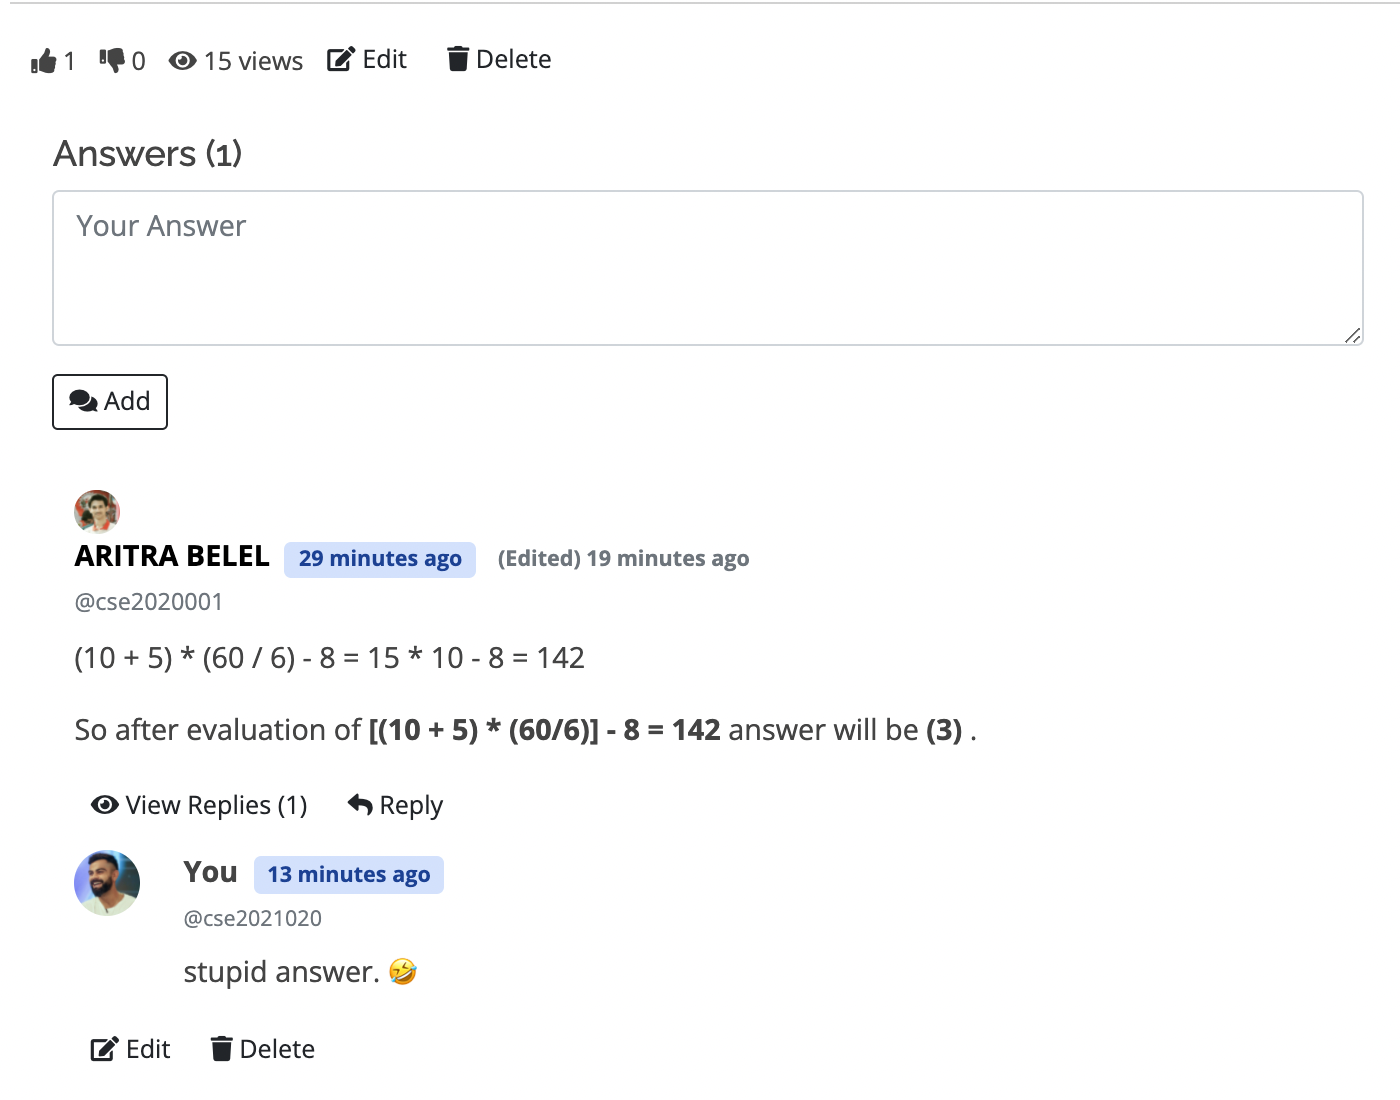 1 0 15 views Edit Delete
Answers (1)
Your Answer
Add
ARITRA BELEL 29 minutes ago (Edited) 19 minutes ago
@cse2020001
(10 + 5) * (60 / 6) - 8 = 15 * 10 - 8 = 142
So after evaluation of [(10 + 5) * (60/6)] - 8 = 142 answer will be (3) .
View Replies (1) Reply
You 13 minutes ago
@cse2021020
stupid answer. 🤣
Edit Delete